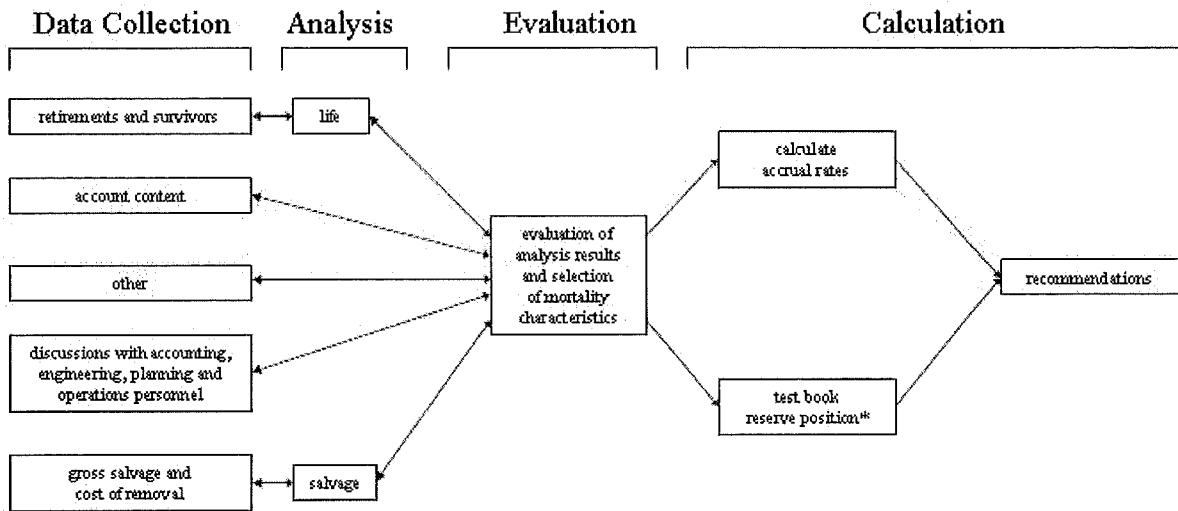 Data Collection
Analysis
Evaluation
Calculation
retirements and survivors
life
account content
other
discussions with accounting,
engineering, planning and
operations personnel
gross salvage and
cost of removal
salvage
evaluation of
analysis results
and selection
of mortality
characteristics
calculate
accrual rates
test book
reserve position*
recommendations